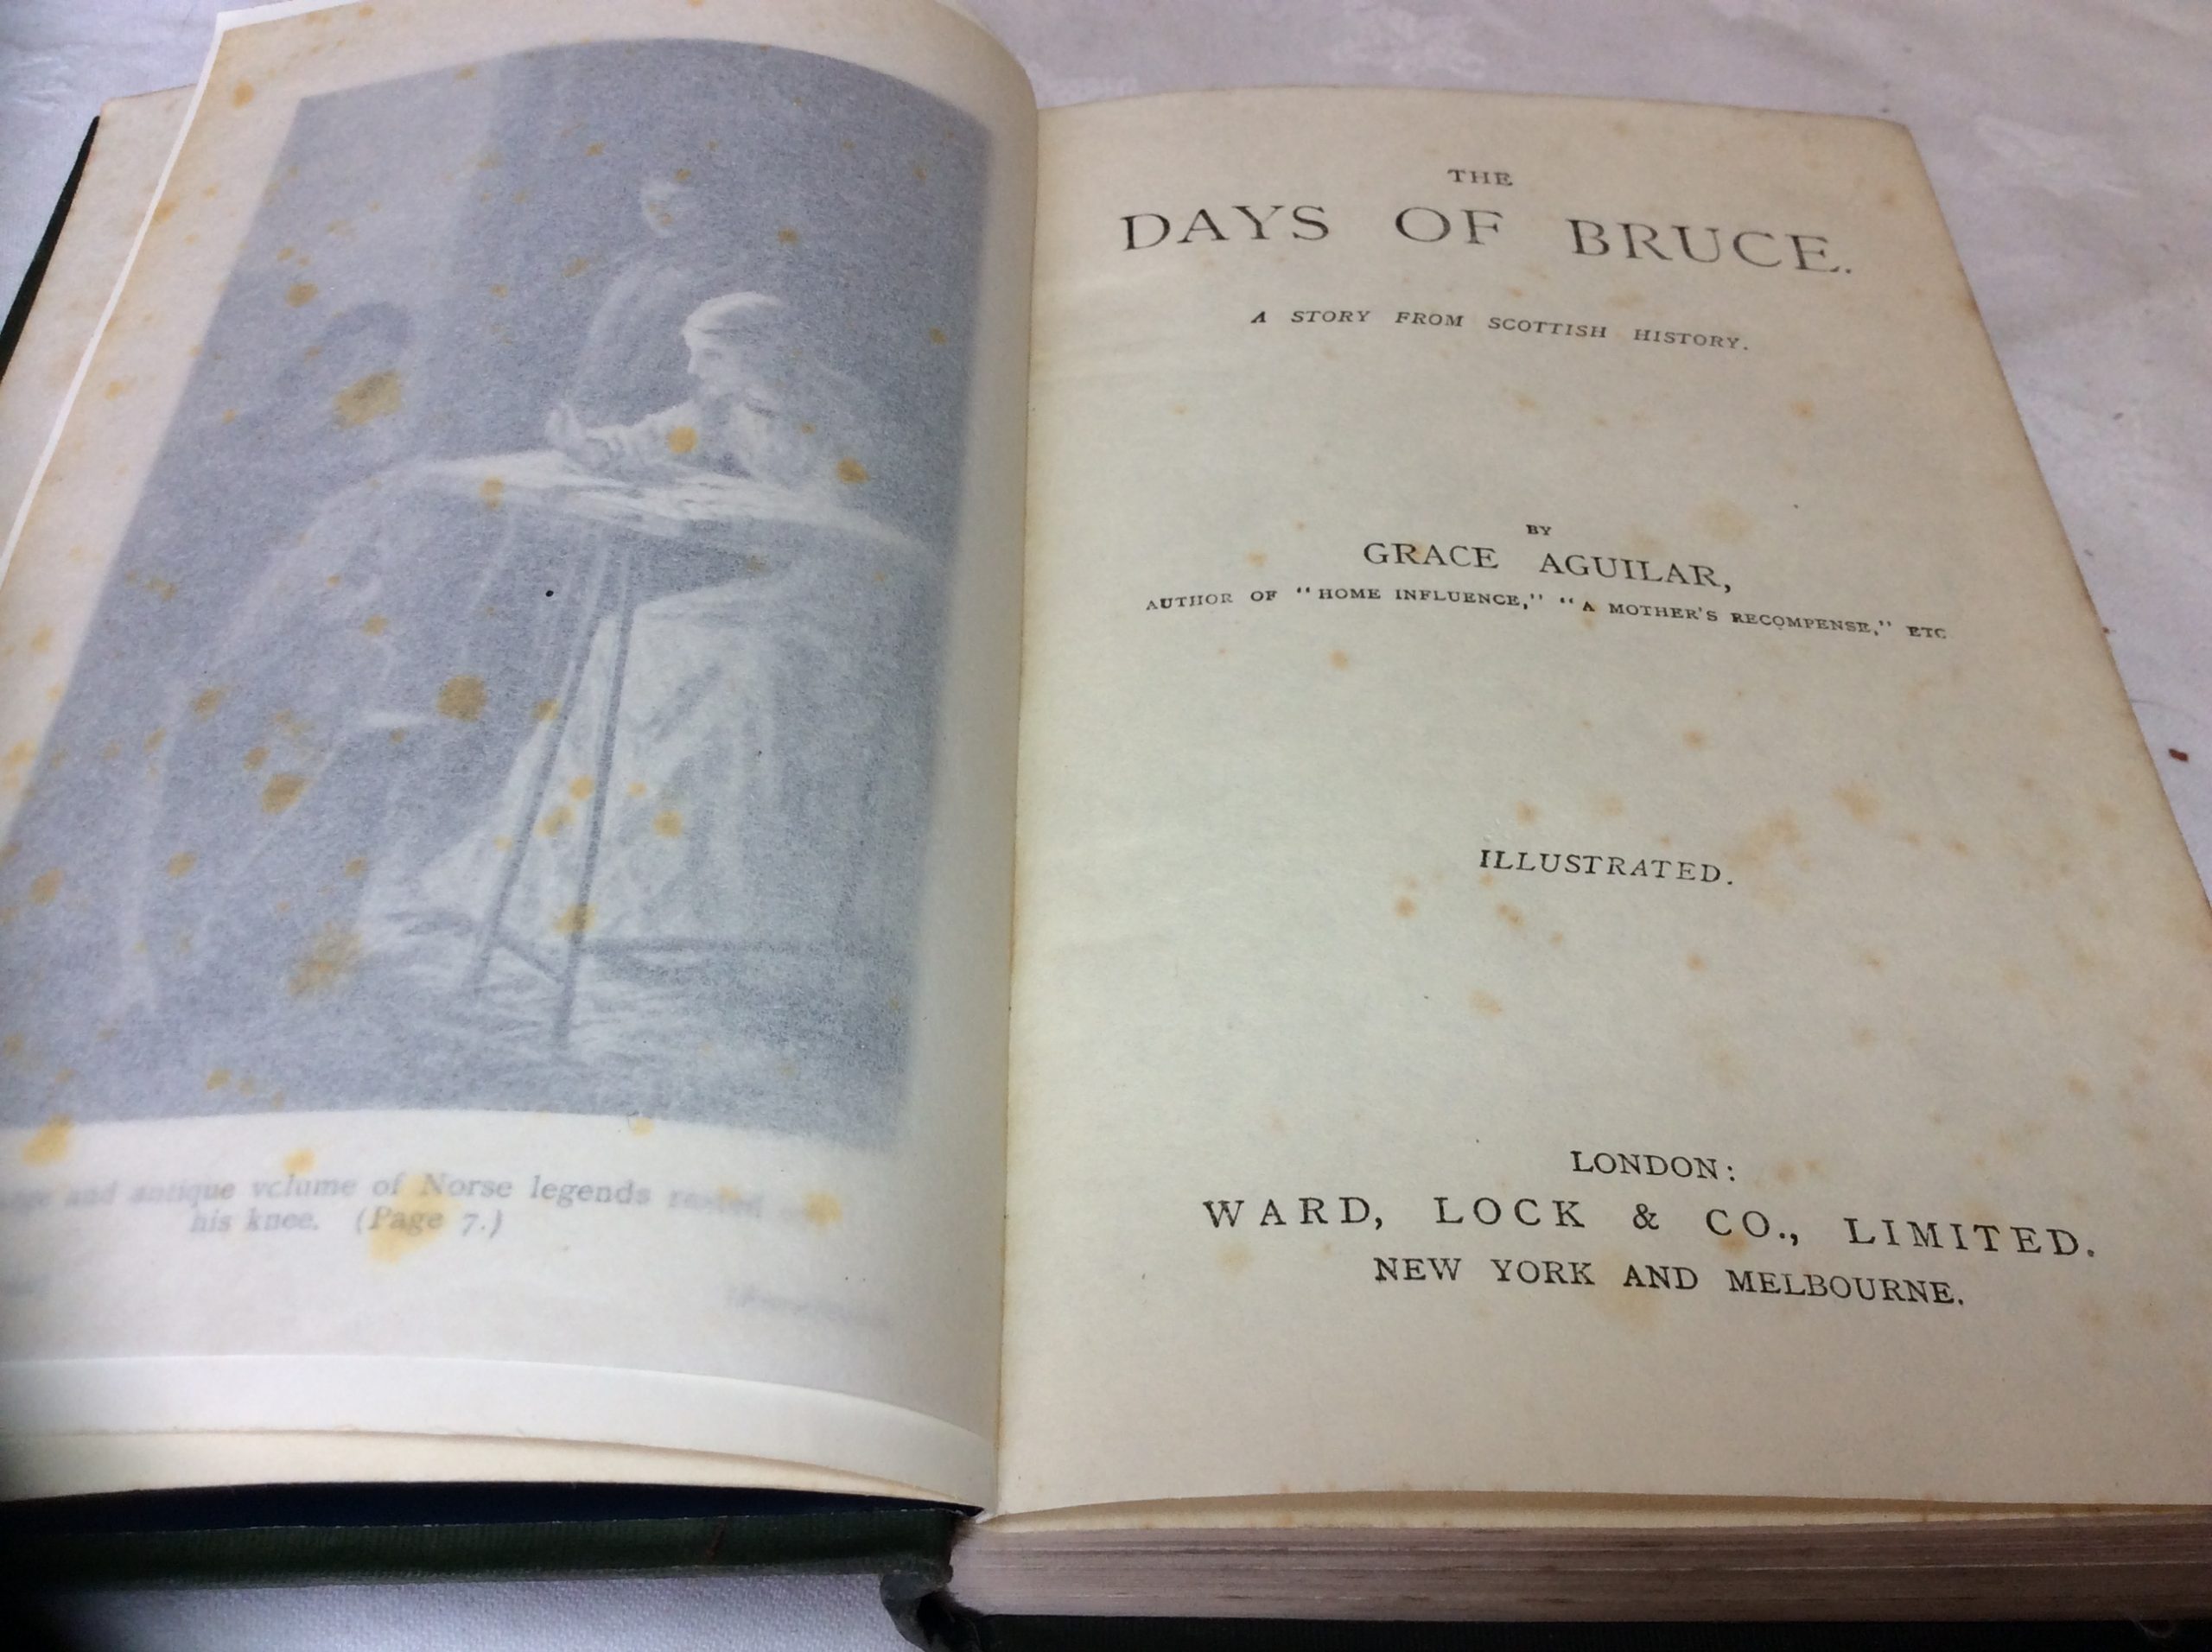 and antique volume of Norse legends rested
his knee. (Page 7.)
THE
DAYS OF BRUCE.
A STORY FROM SCOTTISH HISTORY.
BY
GRACE AGUILAR,
AUTHOR OF "HOME INFLUENCE," "A MOTHER'S RECOMPENSE," ETC
ILLUSTRATED.
LONDON:
WARD, LOCK & CO., LIMITED.
NEW YORK AND MELBOURNE.